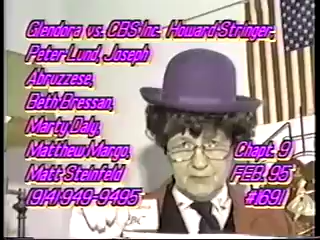 Glendora vs. CBS Inc. Howard Stringer,
Peter Lund, Joseph
Abruzzese,
Beth Bressan,
Marty Daly,
Matthew Margo,
Matt Steinfeld
(914) 949-9495
Chapt. 9
FEB. 95
#1691